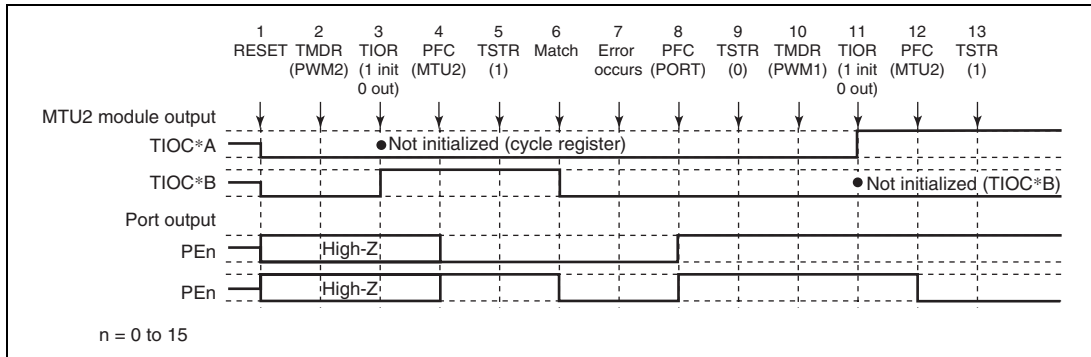 1 2 3 4 5 6 7 8 9 10 11 12 13
RESET TMDR TIOR PFC TSTR Match Error PFC TSTR TMDR TIOR PFC TSTR
(PWM2) (1 init (MTU2) (1) occurs (PORT) (0) (PWM1) (1 init (MTU2) (1)
0 out) 0 out)
MTU2 module output
TIOC*A
●Not initialized (cycle register)
TIOC*B
● Not initialized (TIOC*B)
Port output
PEn
High-Z
PEn
High-Z
n = 0 to 15